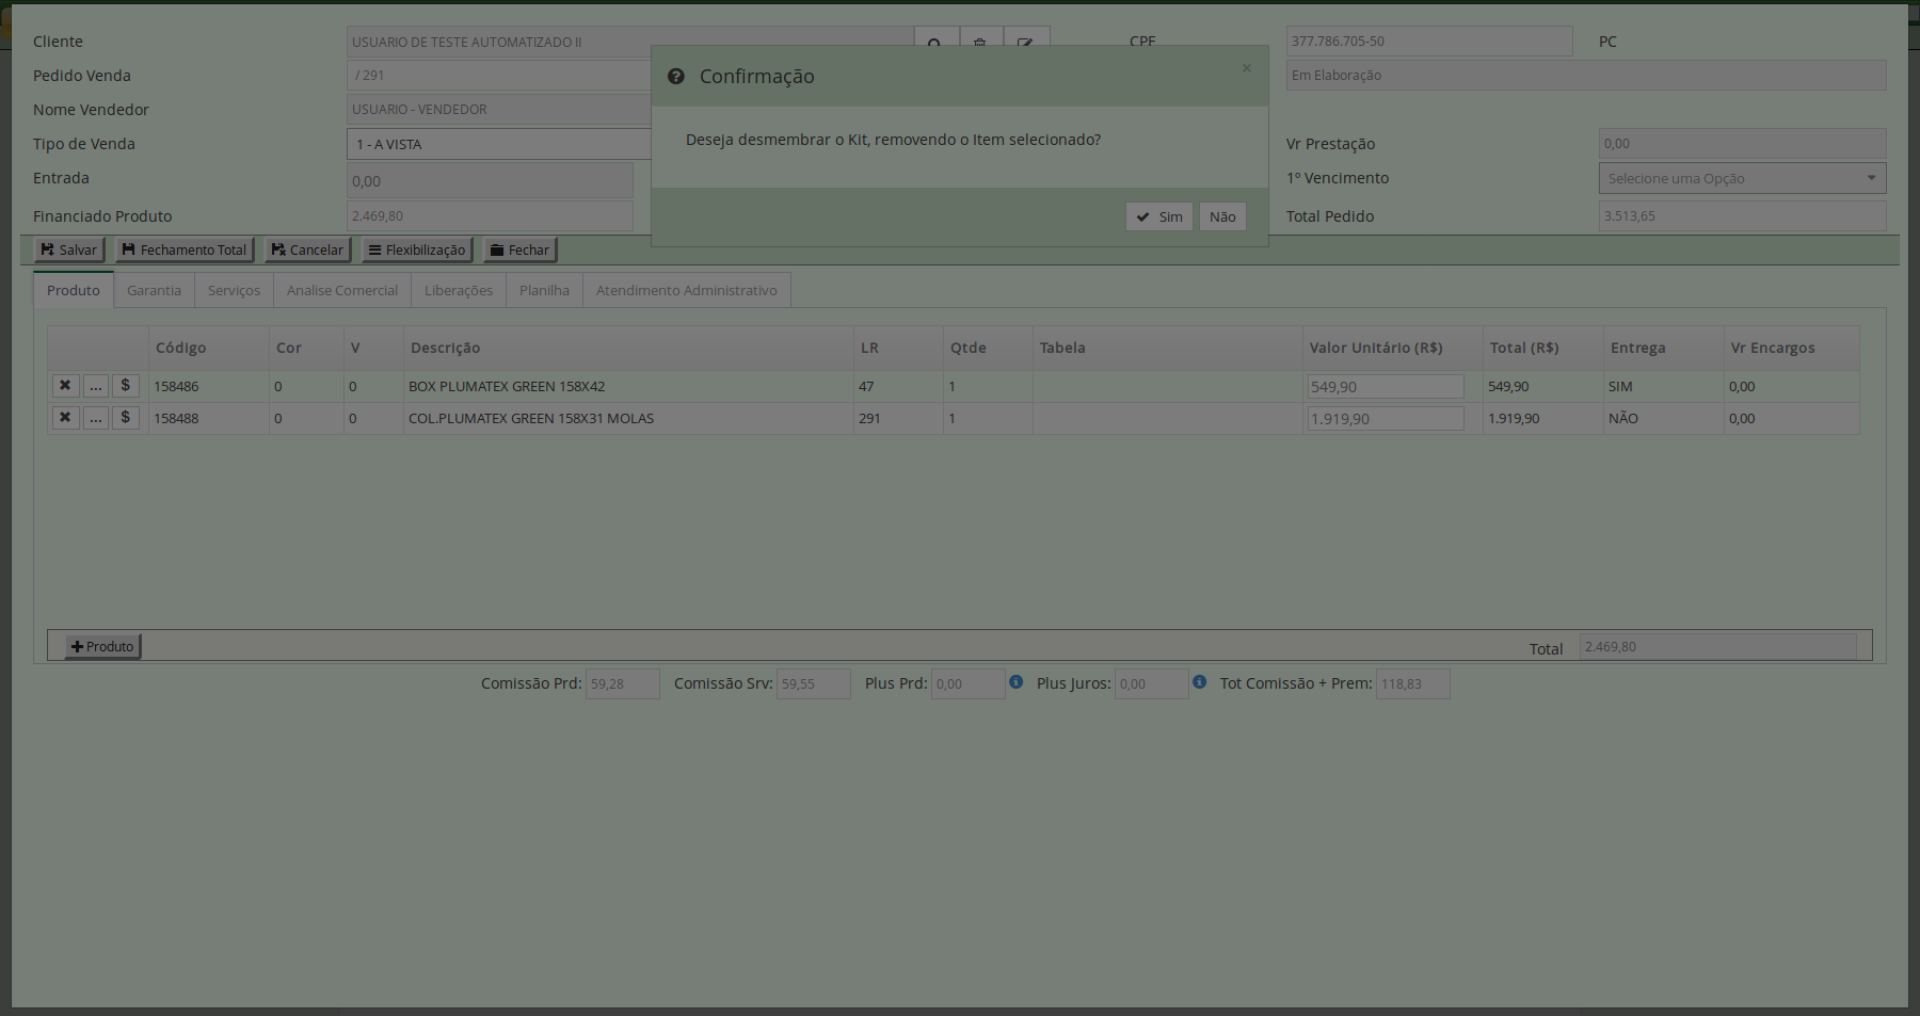 Cliente USUARIO DE TESTE AUTOMATIZADO II CPF 377.786.705-50 PC
Pedido Venda / 291 Em Elaboração
Nome Vendedor USUARIO - VENDEDOR
Tipo de Venda 1 - A VISTA Vr Prestação 0,00
Entrada 0,00 1º Vencimento Selecione uma Opção
Financiado Produto 2.469,80 Total Pedido 3.513,65
Confirmação ×
Deseja desmembrar o Kit, removendo o Item selecionado?
Sim Não
Salvar Fechamento Total Cancelar Flexibilização Fechar
Produto Garantia Serviços Analise Comercial Liberações Planilha Atendimento Administrativo
Código Cor V Descrição LR Qtde Tabela Valor Unitário (R$) Total (R$) Entrega Vr Encargos
... $ 158486 0 0 BOX PLUMATEX GREEN 158X42 47 1 549,90 549,90 SIM 0,00
... $ 158488 0 0 COL.PLUMATEX GREEN 158X31 MOLAS 291 1 1.919,90 1.919,90 NÃO 0,00
Produto Total 2.469,80
Comissão Prd: 59,28 Comissão Srv: 59,55 Plus Prd: 0,00 Plus Juros: 0,00 Tot Comissão + Prem: 118,83